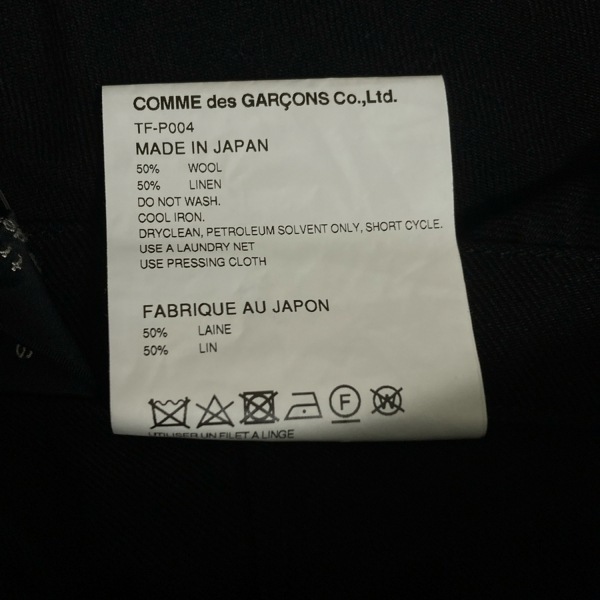 COMME des GARÇONS Co.,Ltd.
TF-P004
MADE IN JAPAN
50% WOOL
50% LINEN
DO NOT WASH.
COOL IRON.
DRYCLEAN, PETROLEUM SOLVENT ONLY, SHORT CYCLE.
USE A LAUNDRY NET
USE PRESSING CLOTH
FABRIQUE AU JAPON
50% LAINE
50% LIN
F W
UTILISER UN FILET A LINGE